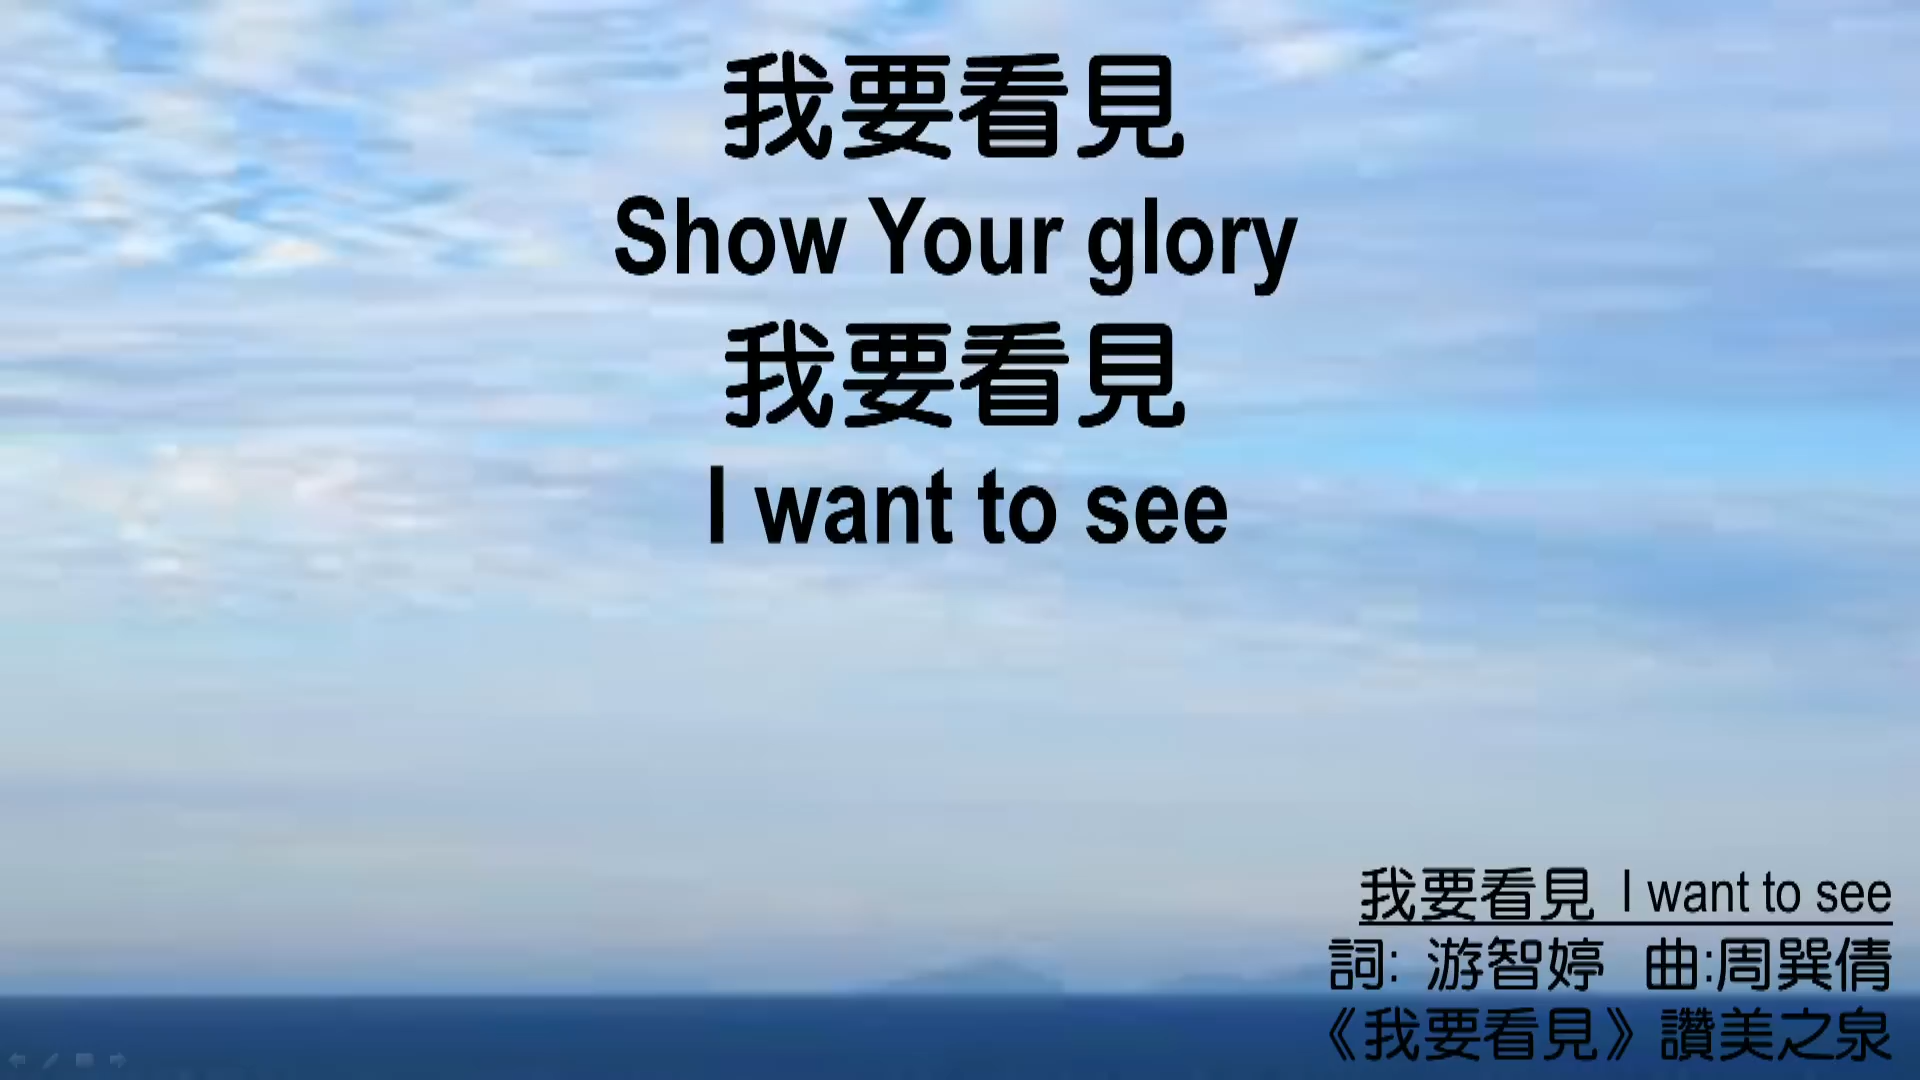 我要看見
Show Your glory
我要看見
I want to see
我要看見 I want to see
詞: 游智婷 曲:周巽倩
《我要看見》讚美之泉